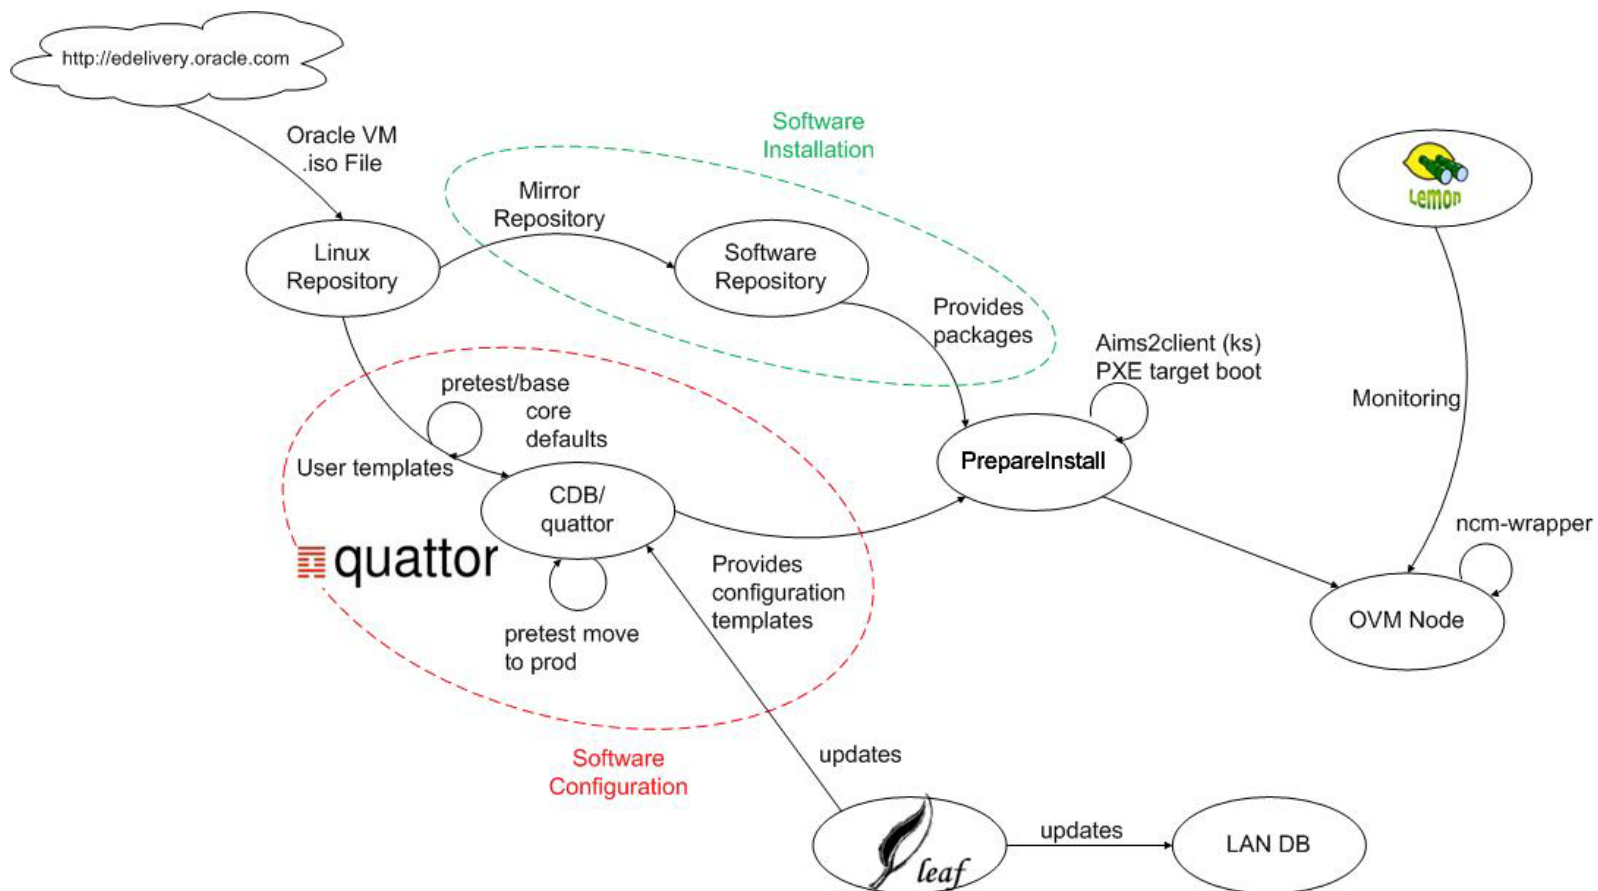 http://edelivery.oracle.com
Oracle VM
.iso File
Software
Installation
Lemon
Mirror
Repository
Linux
Repository
Software
Repository
Provides
packages
Aims2client (ks)
PXE target boot
Monitoring
pretest/base
core
defaults
User templates
PrepareInstall
CDB/
quattor
ncm-wrapper
quattor
Provides
configuration
templates
OVM Node
pretest move
to prod
Software
Configuration
updates
leaf
updates
LAN DB